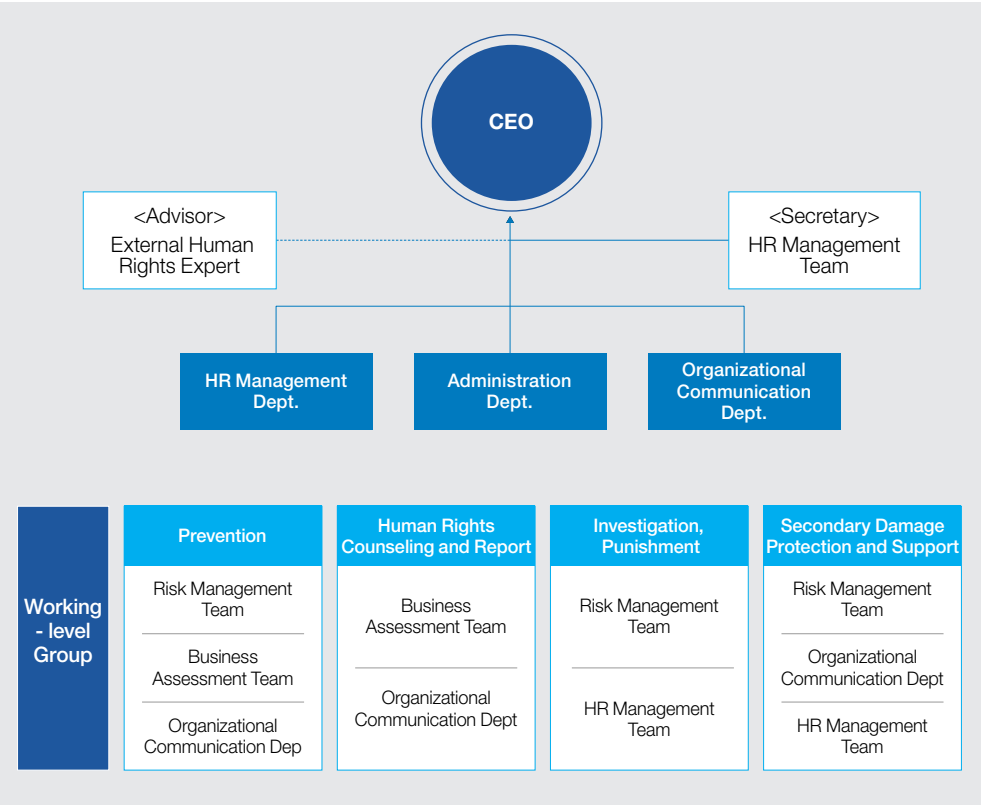 CEO
<Advisor>
External Human
Rights Expert
<Secretary>
HR Management
Team
HR Management
Dept.
Administration
Dept.
Organizational
Communication
Dept.
Working
- level
Group
Prevention
Risk Management
Team
Business
Assessment Team
Organizational
Communication Dep
Human Rights
Counseling and Report
Business
Assessment Team
Organizational
Communication Dept
Investigation,
Punishment
Risk Management
Team
HR Management
Team
Secondary Damage
Protection and Support
Risk Management
Team
Organizational
Communication Dept
HR Management
Team